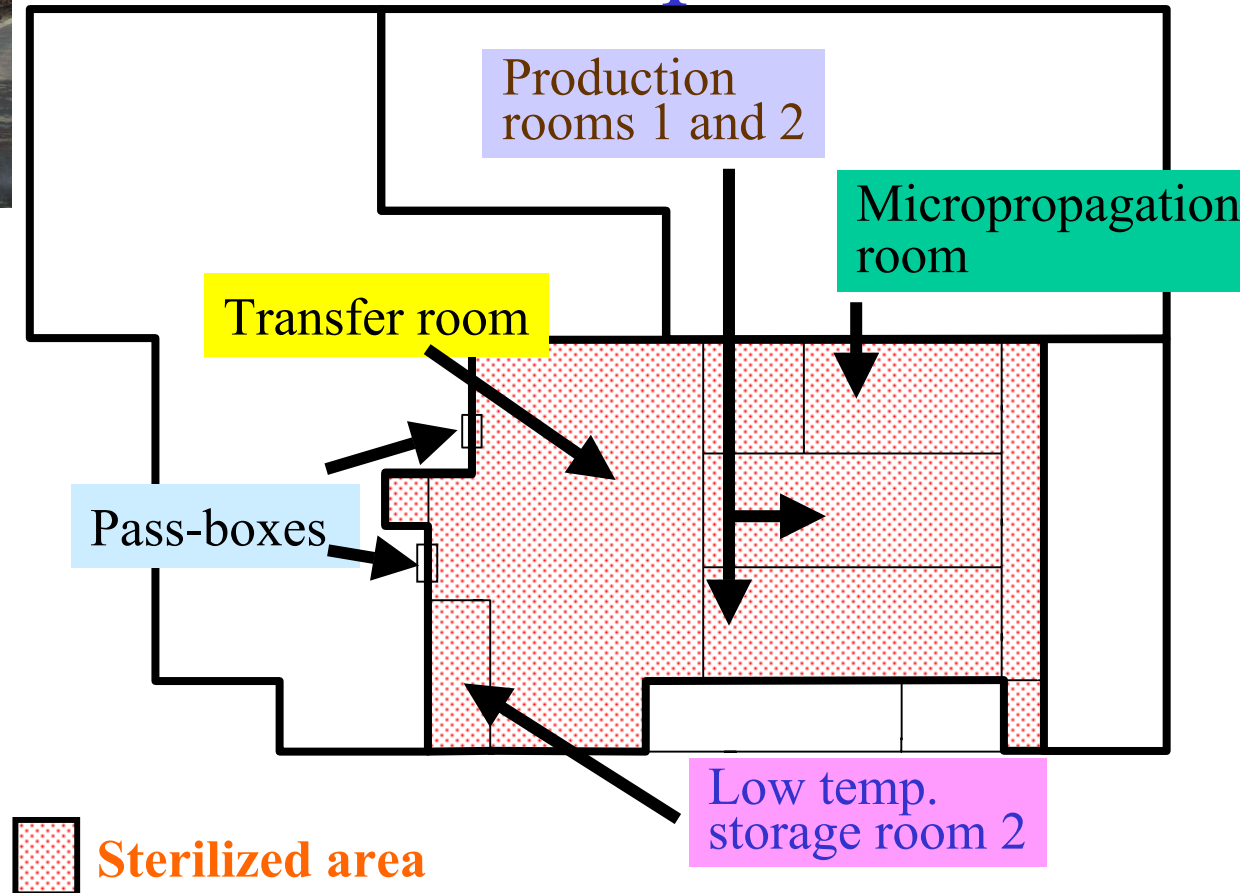 Production
rooms 1 and 2
Micropropagation
room
Transfer room
Pass-boxes
Low temp.
storage room 2
Sterilized area